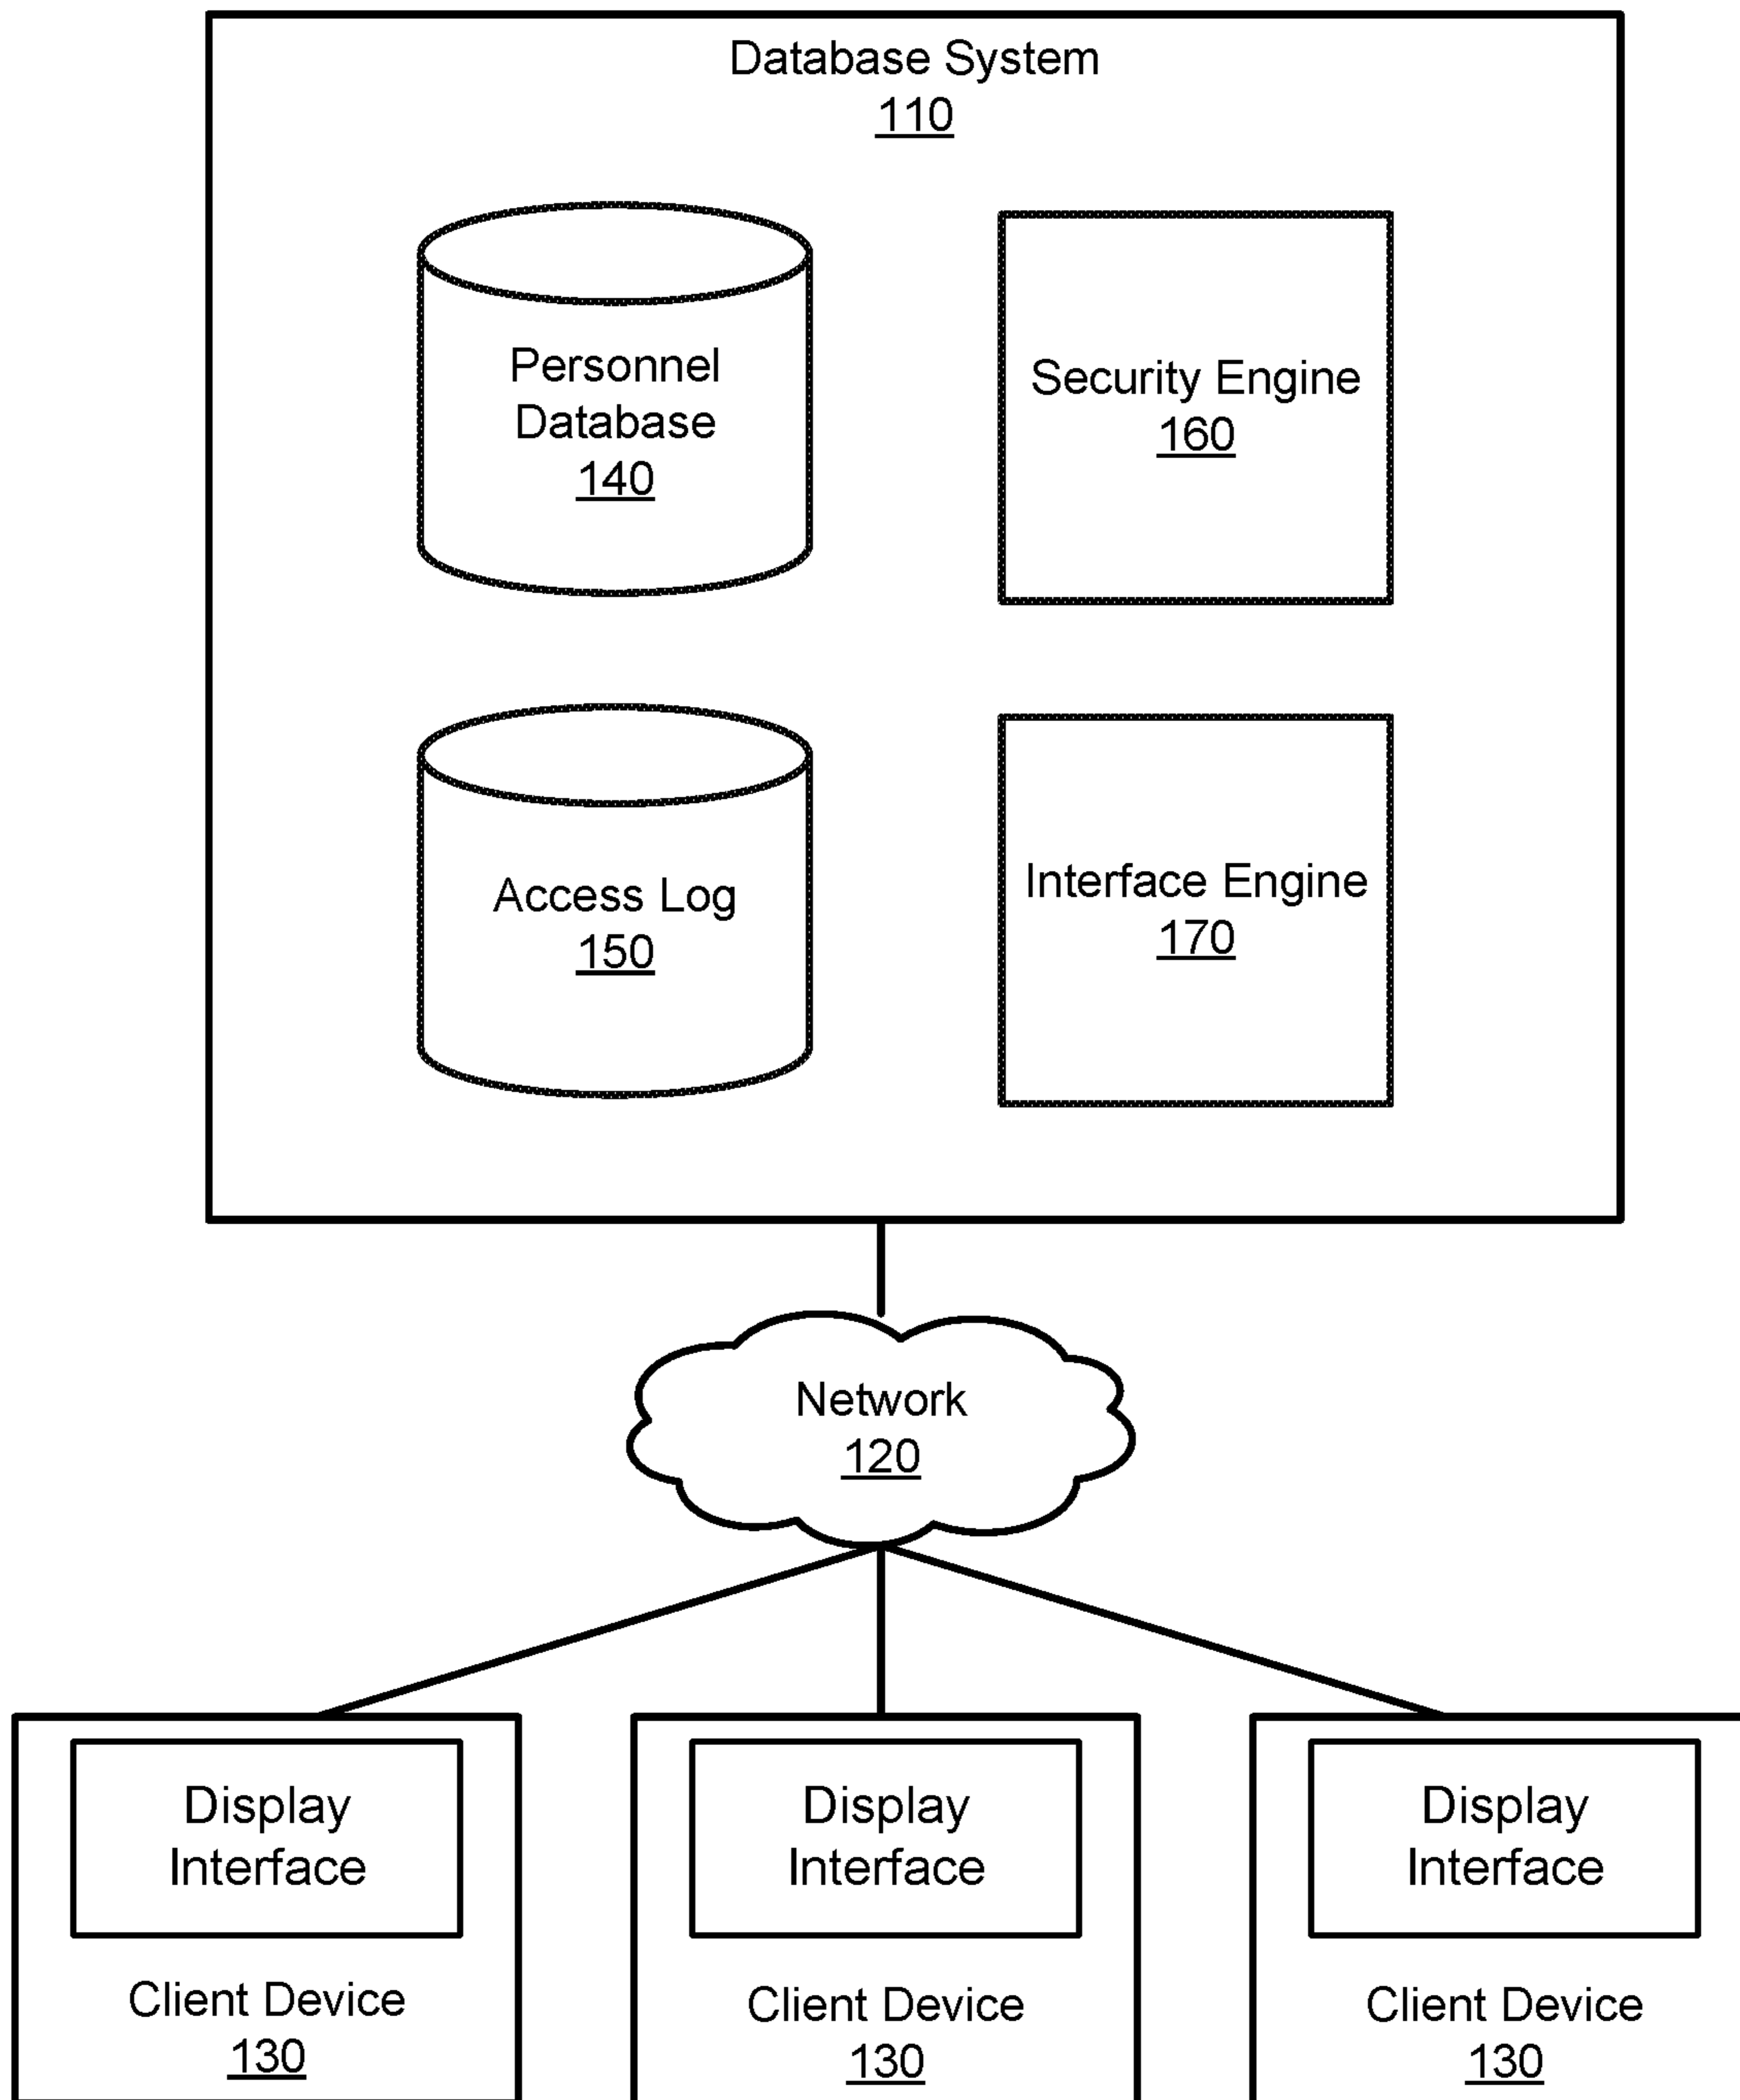 Database System
110
Personnel
Database
140
Security Engine
160
Access Log
150
Interface Engine
170
Network
120
Display
Interface
Client Device
130
Display
Interface
Client Device
130
Display
Interface
Client Device
130